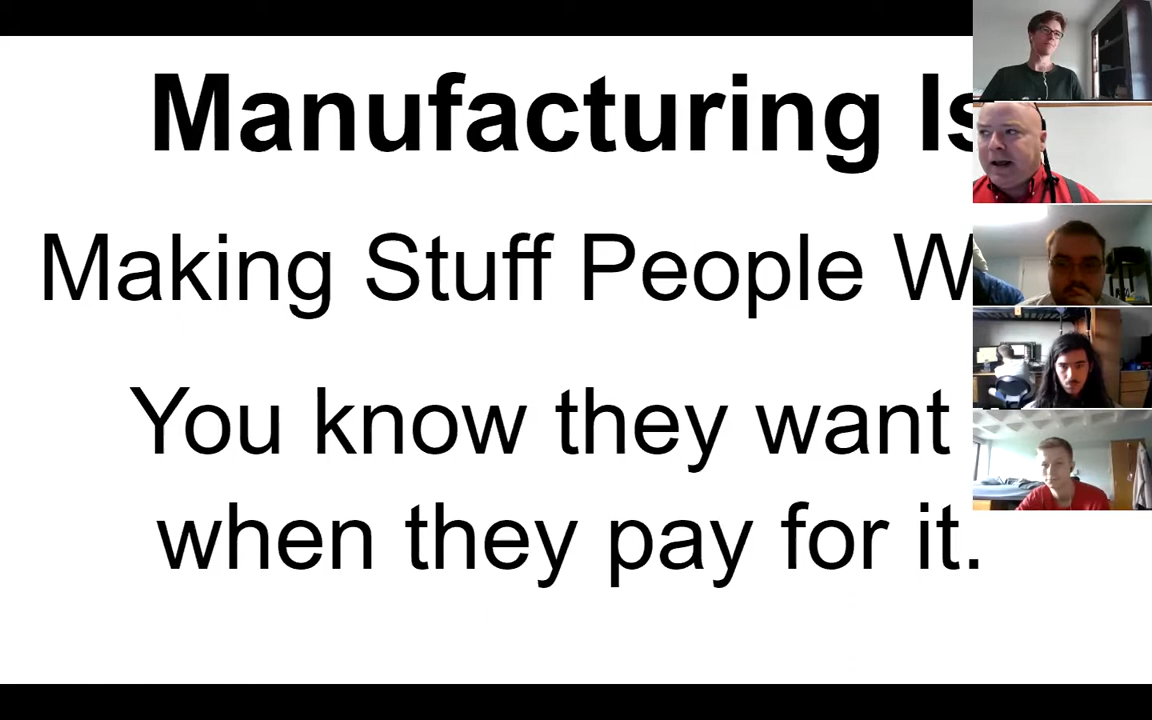 Manufacturing Is
Making Stuff People W
You know they want
when they pay for it.